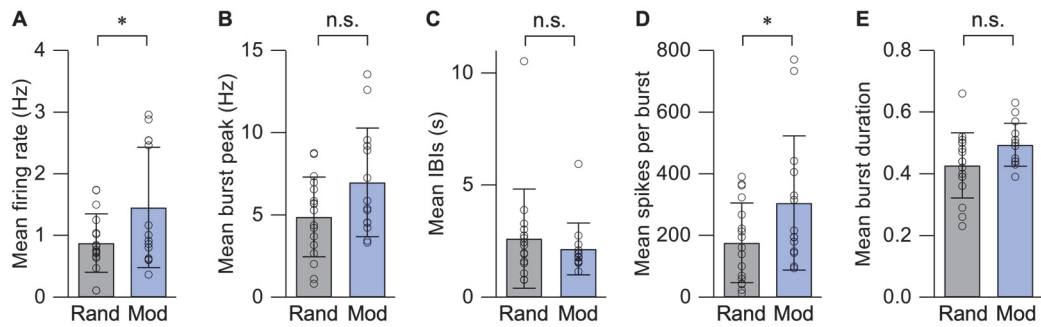 A
*
Mean firing rate (Hz)
4
3
2
1
0
Rand Mod
B
n.s.
Mean burst peak (Hz)
15
10
5
0
Rand Mod
C
n.s.
Mean IBIs (s)
10
5
0
Rand Mod
D
*
Mean spikes per burst
800
600
400
200
0
Rand Mod
E
n.s.
Mean burst duration
0.8
0.6
0.4
0.2
0.0
Rand Mod